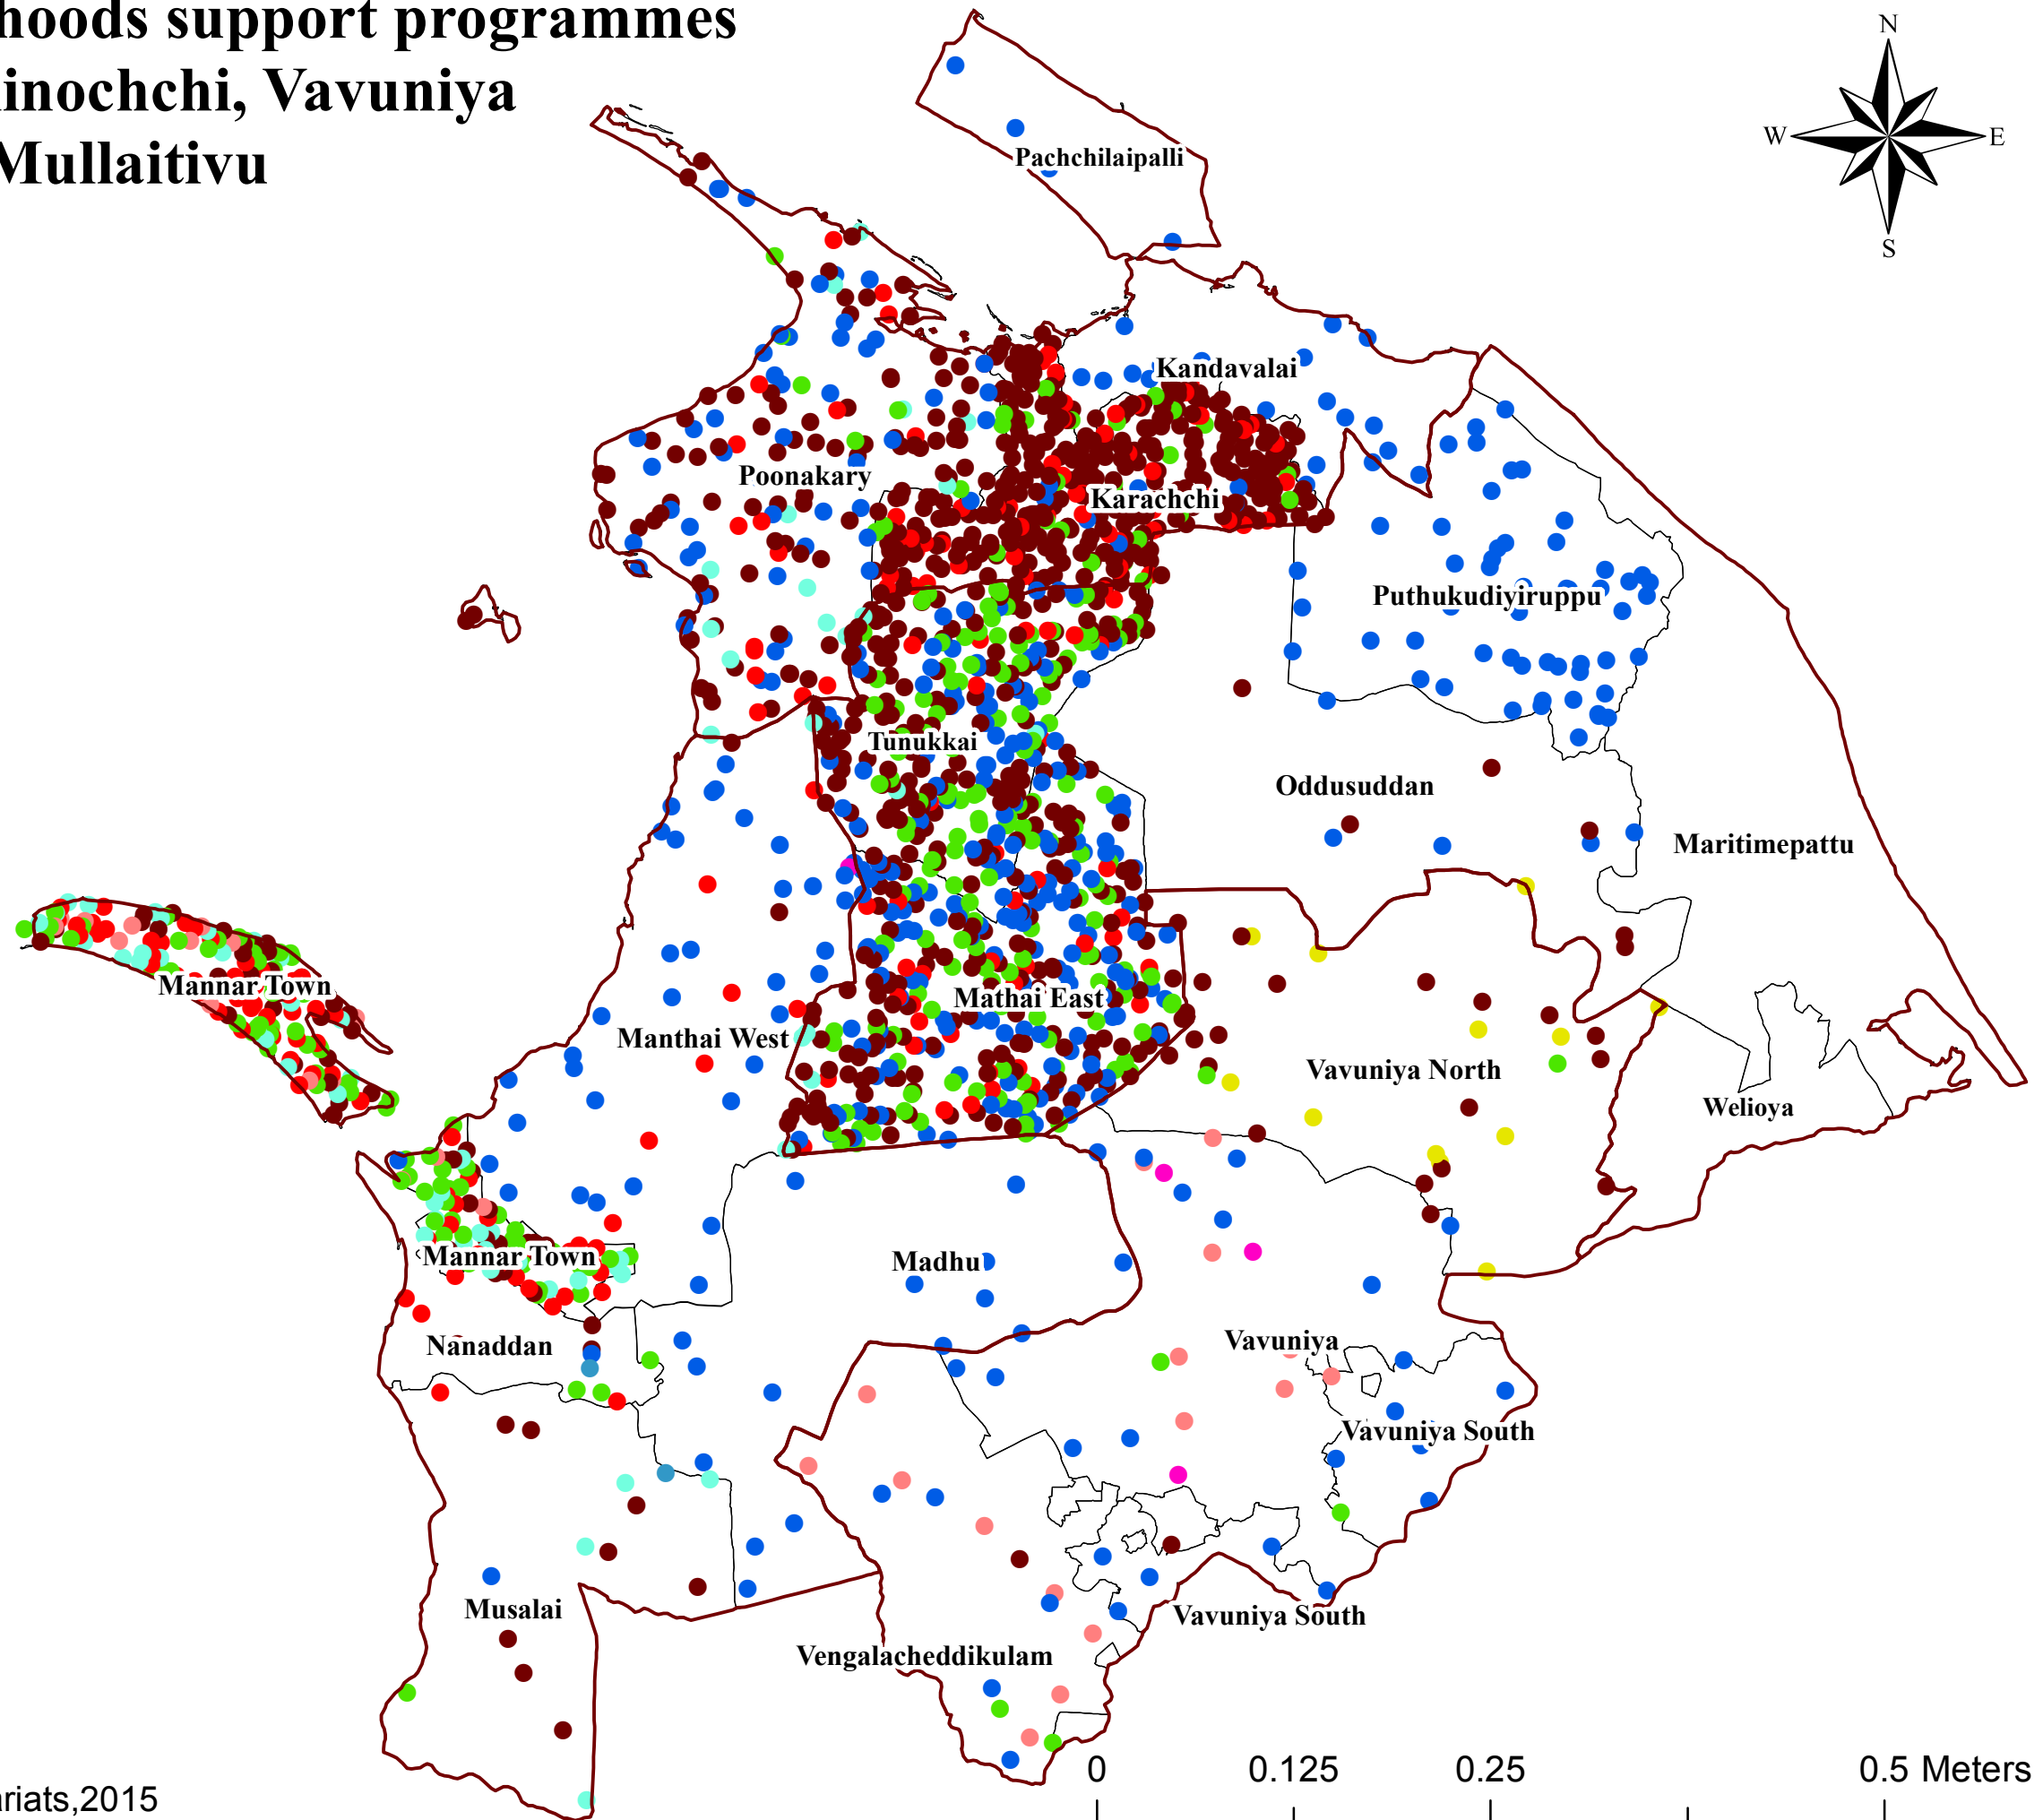 hoods support programmes
inochchi, Vavuniya
Mullaitivu
N
W
E
S
Pachchilaipalli
Kandavalai
Poonakary
Karachchi
Puthukudiyiruppu
Tunukkai
Oddusuddan
Maritimepattu
Mannar Town
Mathai East
Manthai West
Vavuniya North
Welioya
Mannar Town
Madhu
Nanaddan
Vavuniya
Vavuniya South
Musalai
Vavuniya South
Vengalacheddikulam
0 0.125 0.25 0.5 Meters
ariats,2015